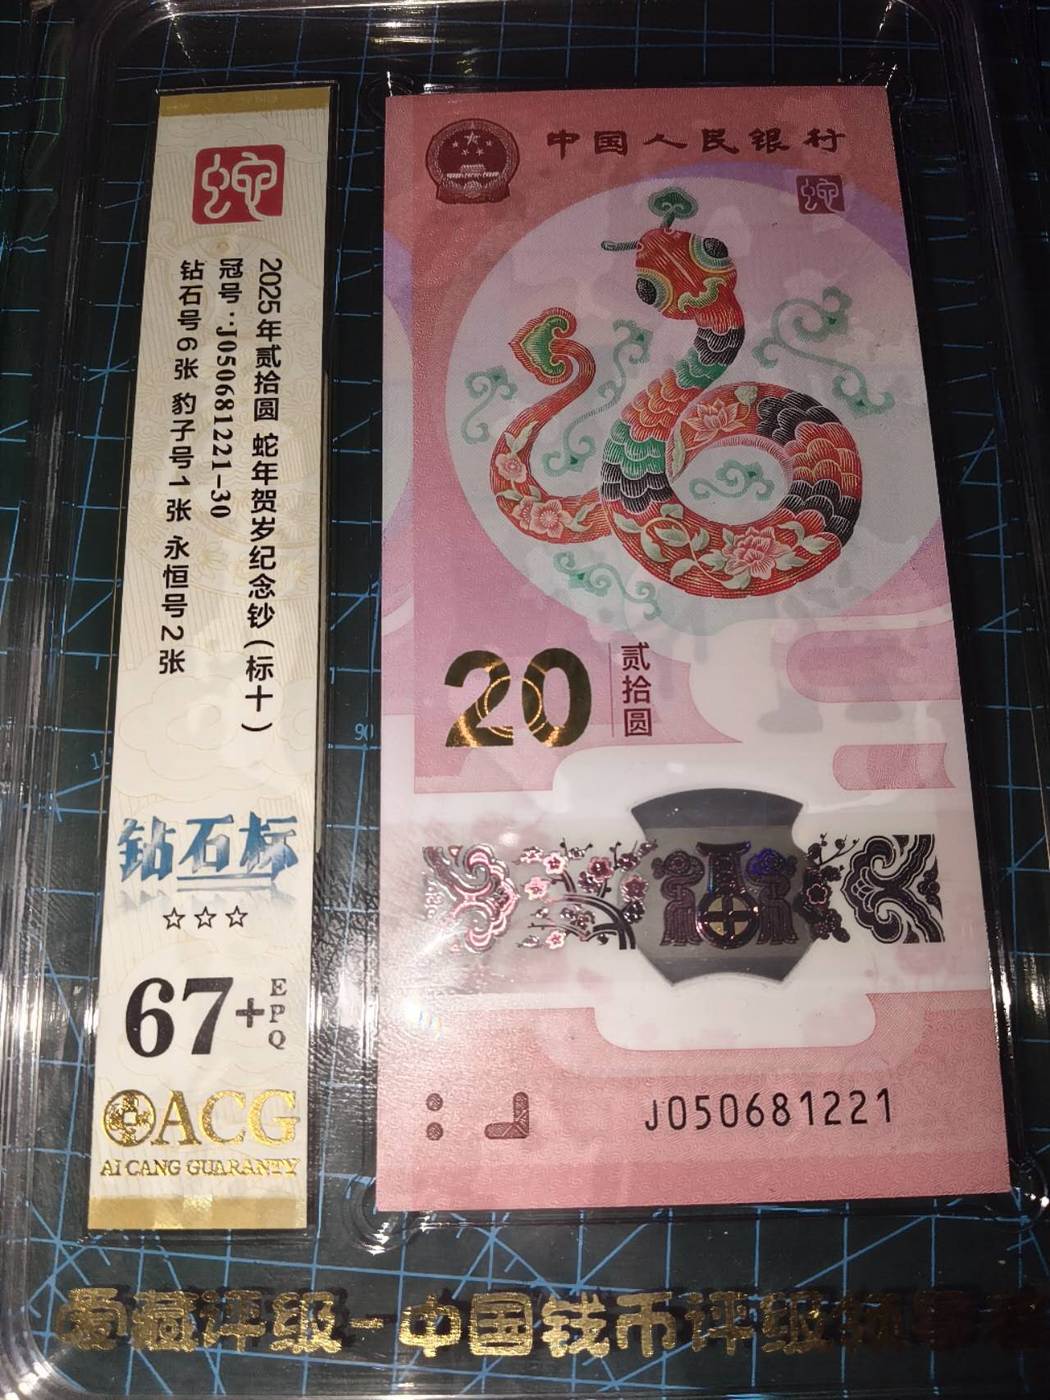 蛇
2025年贰拾圆 蛇年贺岁纪念钞(标十)
冠号:J050681221-30
钻石号6张 豹子号1张 永恒号2张
钻石标
☆☆☆
67+EPQ
ACG
AI CANG GUARANTY
中国人民银行
蛇
20
贰拾圆
J050681221
爱藏评级-中国钱币评级